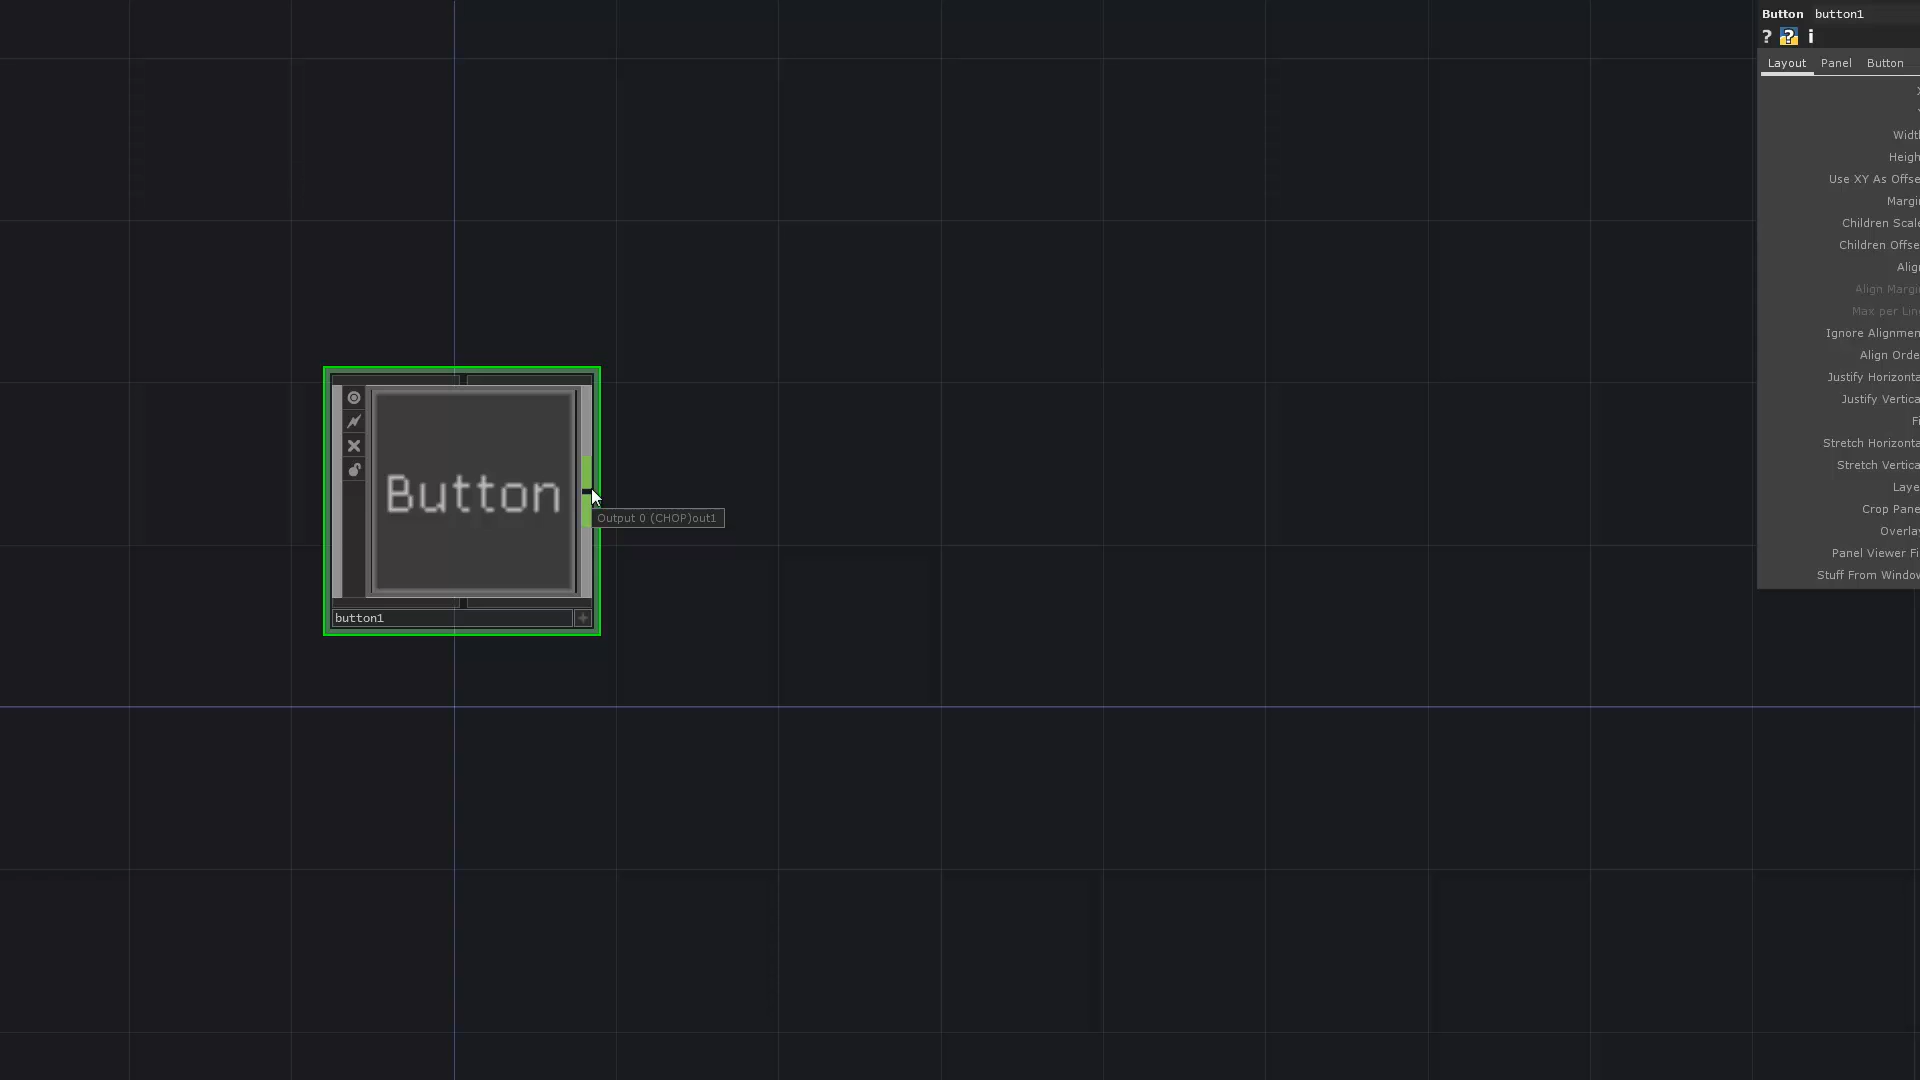 Button button1
? ? i
Layout Panel Button
Widt
Heigh
Use XY As Offse
Margi
Children Scal
Children Offse
Alig
Align Margi
Max per Lin
Ignore Alignmen
Align Orde
Justify Horizonta
Justify Vertica
Fi
Stretch Horizonta
Stretch Vertica
Laye
Crop Pane
Overla
Panel Viewer Fi
Stuff From Windo
Button
Output 0 (CHOP)out1
button1